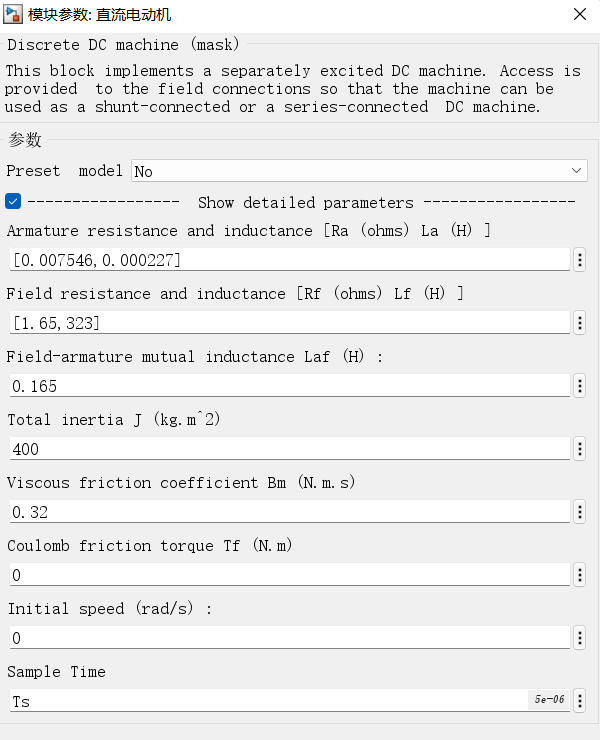 模块参数: 直流电动机
Discrete DC machine (mask)
This block implements a separately excited DC machine. Access is
provided  to the field connections so that the machine can be
used as a shunt-connected or a series-connected  DC machine.
参数
Preset  model No
----------------- Show detailed parameters -----------------
Armature resistance and inductance [Ra (ohms) La (H) ]
[0.007546,0.000227]
Field resistance and inductance [Rf (ohms) Lf (H) ]
[1.65,323]
Field-armature mutual inductance Laf (H) :
0.165
Total inertia J (kg.m^2)
400
Viscous friction coefficient Bm (N.m.s)
0.32
Coulomb friction torque Tf (N.m)
0
Initial speed (rad/s) :
0
Sample Time
Ts 5e-06